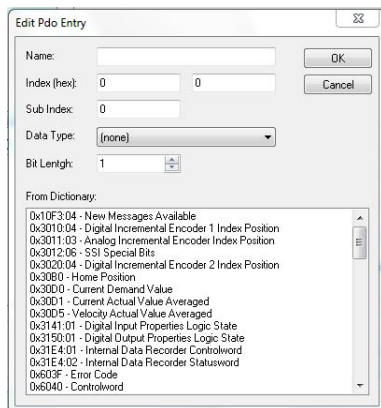 Edit Pdo Entry
Name:
OK
Index (hex): 0 0
Cancel
Sub Index: 0
Data Type: (none)
Bit Lentgh: 1
From Dictionary:
0x10F3:04 - New Messages Available
0x3010:04 - Digital Incremental Encoder 1 Index Position
0x3011:03 - Analog Incremental Encoder Index Position
0x3012:06 - SSI Special Bits
0x3020:04 - Digital Incremental Encoder 2 Index Position
0x30B0 - Home Position
0x30D0 - Current Demand Value
0x30D1 - Current Actual Value Averaged
0x30D5 - Velocity Actual Value Averaged
0x3141:01 - Digital Input Properties Logic State
0x3150:01 - Digital Output Properties Logic State
0x31E4:01 - Internal Data Recorder Controlword
0x31E4:02 - Internal Data Recorder Statusword
0x603F - Error Code
0x6040 - Controlword